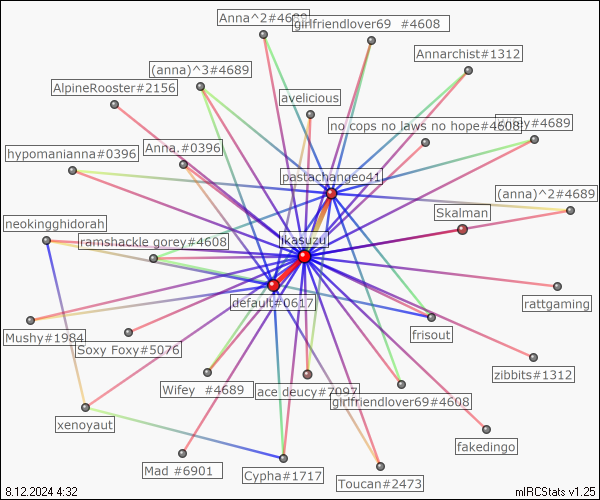 Anna^2#4689
girlfriendlover69  #4608
Annarchist#1312
(anna)^3#4689
AlpineRooster#2156
avelicious
no cops no laws no hope#4608
#4689
hypomanianna#0396
Anna.#0396
pastachangeo41
(anna)^2#4689
Skalman
neokingghidorah
ramshackle gorey#4608
ikasuzu
default#0617
rattgaming
Mushy#1984
Soxy Foxy#5076
frisout
zibbits#1312
Wifey  #4689
ace deucy#7097
girlfriendlover69#4608
xenoyaut
fakedingo
Mad #6901
Cypha#1717
Toucan#2473
8.12.2024 4:32
mIRCStats v1.25